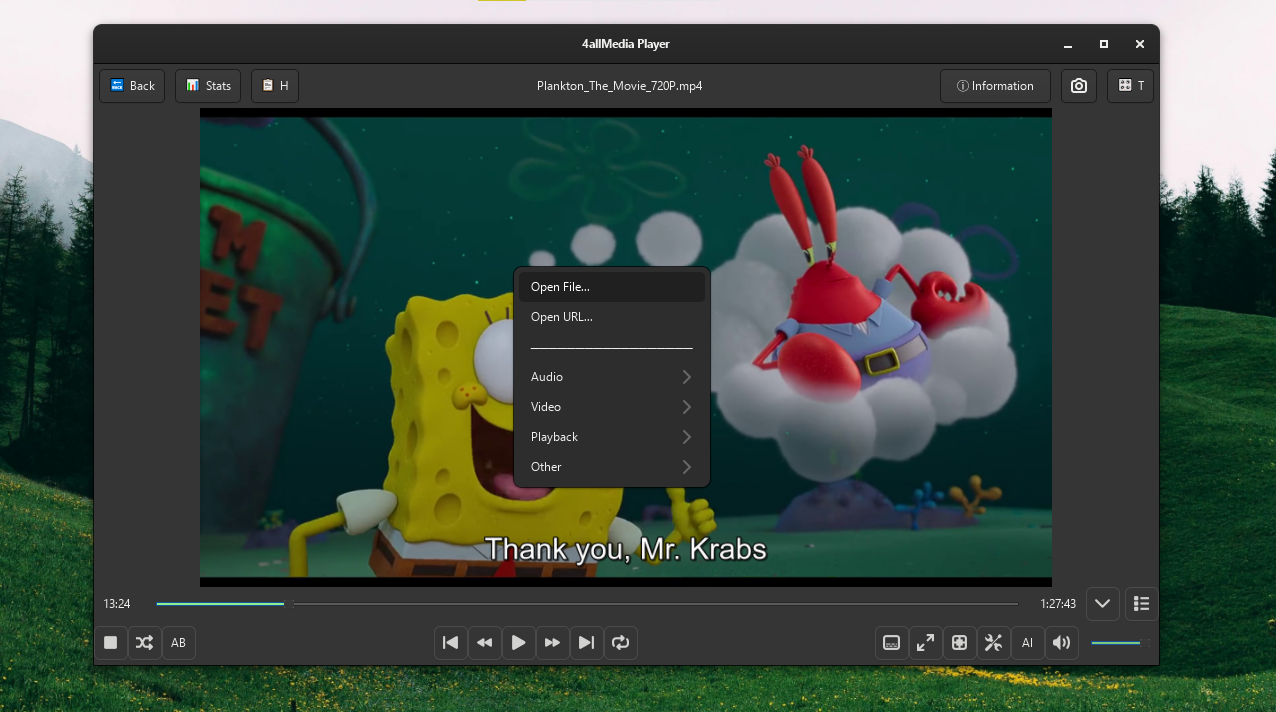 4allMedia Player
Back
Stats
H
Plankton_The_Movie_720P.mp4
Information
T
Open File...
Open URL...
Audio
Video
Playback
Other
Thank you, Mr. Krabs
13:24
1:27:43
AB
AI